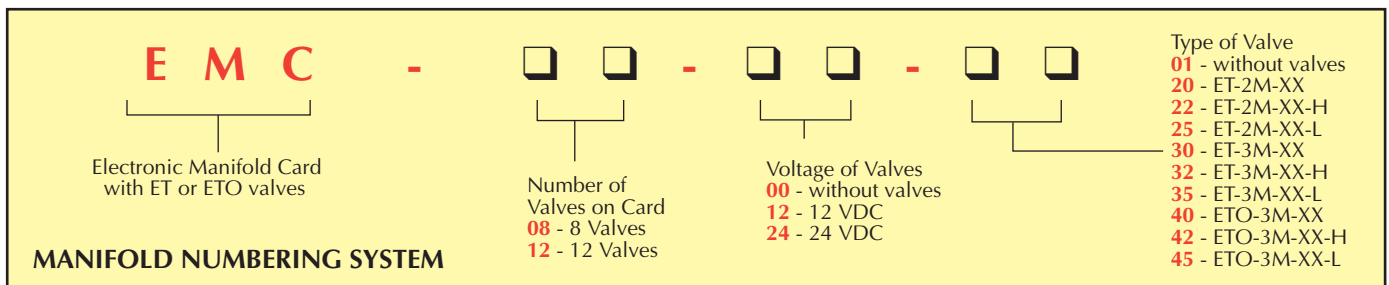 E M C - ❑ ❑ - ❑ ❑ - ❑ ❑
Electronic Manifold Card
with ET or ETO valves
Number of
Valves on Card
08 - 8 Valves
12 - 12 Valves
Voltage of Valves
00 - without valves
12 - 12 VDC
24 - 24 VDC
Type of Valve
01 - without valves
20 - ET-2M-XX
22 - ET-2M-XX-H
25 - ET-2M-XX-L
30 - ET-3M-XX
32 - ET-3M-XX-H
35 - ET-3M-XX-L
40 - ETO-3M-XX
42 - ETO-3M-XX-H
45 - ETO-3M-XX-L
MANIFOLD NUMBERING SYSTEM